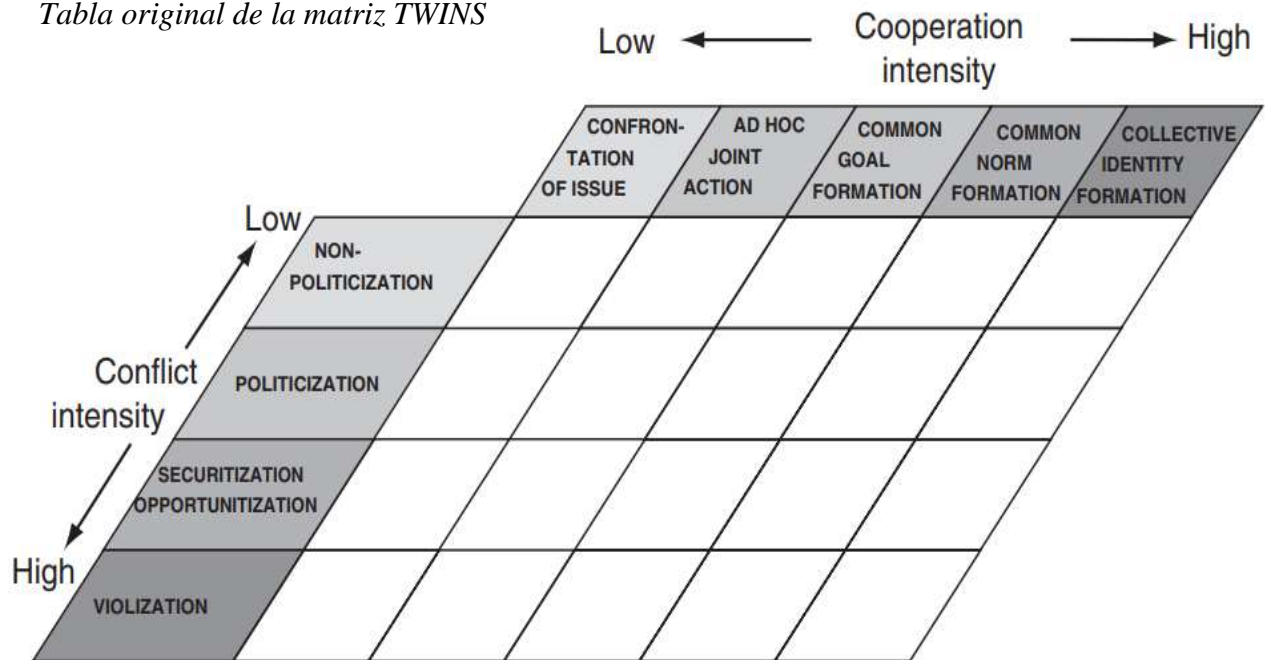 Tabla original de la matriz TWINS
Low
Cooperation
intensity
High
CONFRON-
TATION
OF ISSUE
AD HOC
JOINT
ACTION
COMMON
GOAL
FORMATION
COMMON
NORM
FORMATION
COLLECTIVE
IDENTITY
FORMATION
Low
Conflict
intensity
High
NON-
POLITICIZATION
POLITICIZATION
SECURITIZATION
OPPORTUNITIZATION
VIOLIZATION